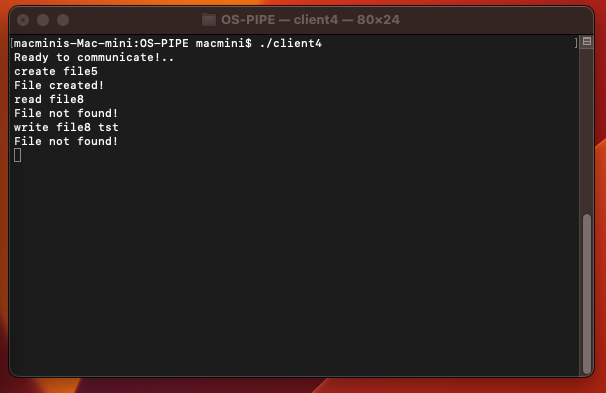 OS-PIPE — client4 — 80×24
[macminis-Mac-mini:OS-PIPE macmini$ ./client4 ]
Ready to communicate!..
create file5
File created!
read file8
File not found!
write file8 tst
File not found!